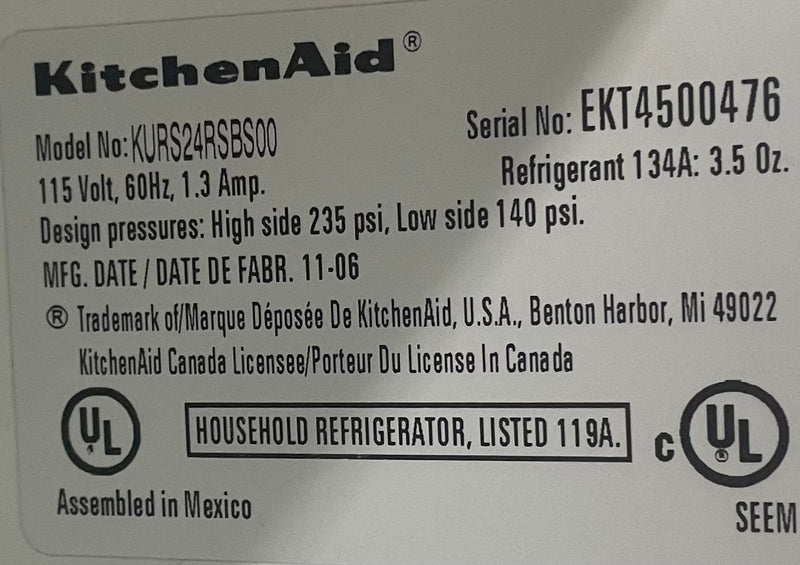 KitchenAid®
Model No: KURS24RSBS00
Serial No: EKT4500476
115 Volt, 60Hz, 1.3 Amp.
Refrigerant 134A: 3.5 Oz.
Design pressures: High side 235 psi, Low side 140 psi.
MFG. DATE / DATE DE FABR. 11-06
® Trademark of/Marque Déposée De KitchenAid, U.S.A., Benton Harbor, Mi 49022
KitchenAid Canada Licensee/Porteur Du License In Canada
UL
HOUSEHOLD REFRIGERATOR, LISTED 119A.
C UL
Assembled in Mexico
SEEM